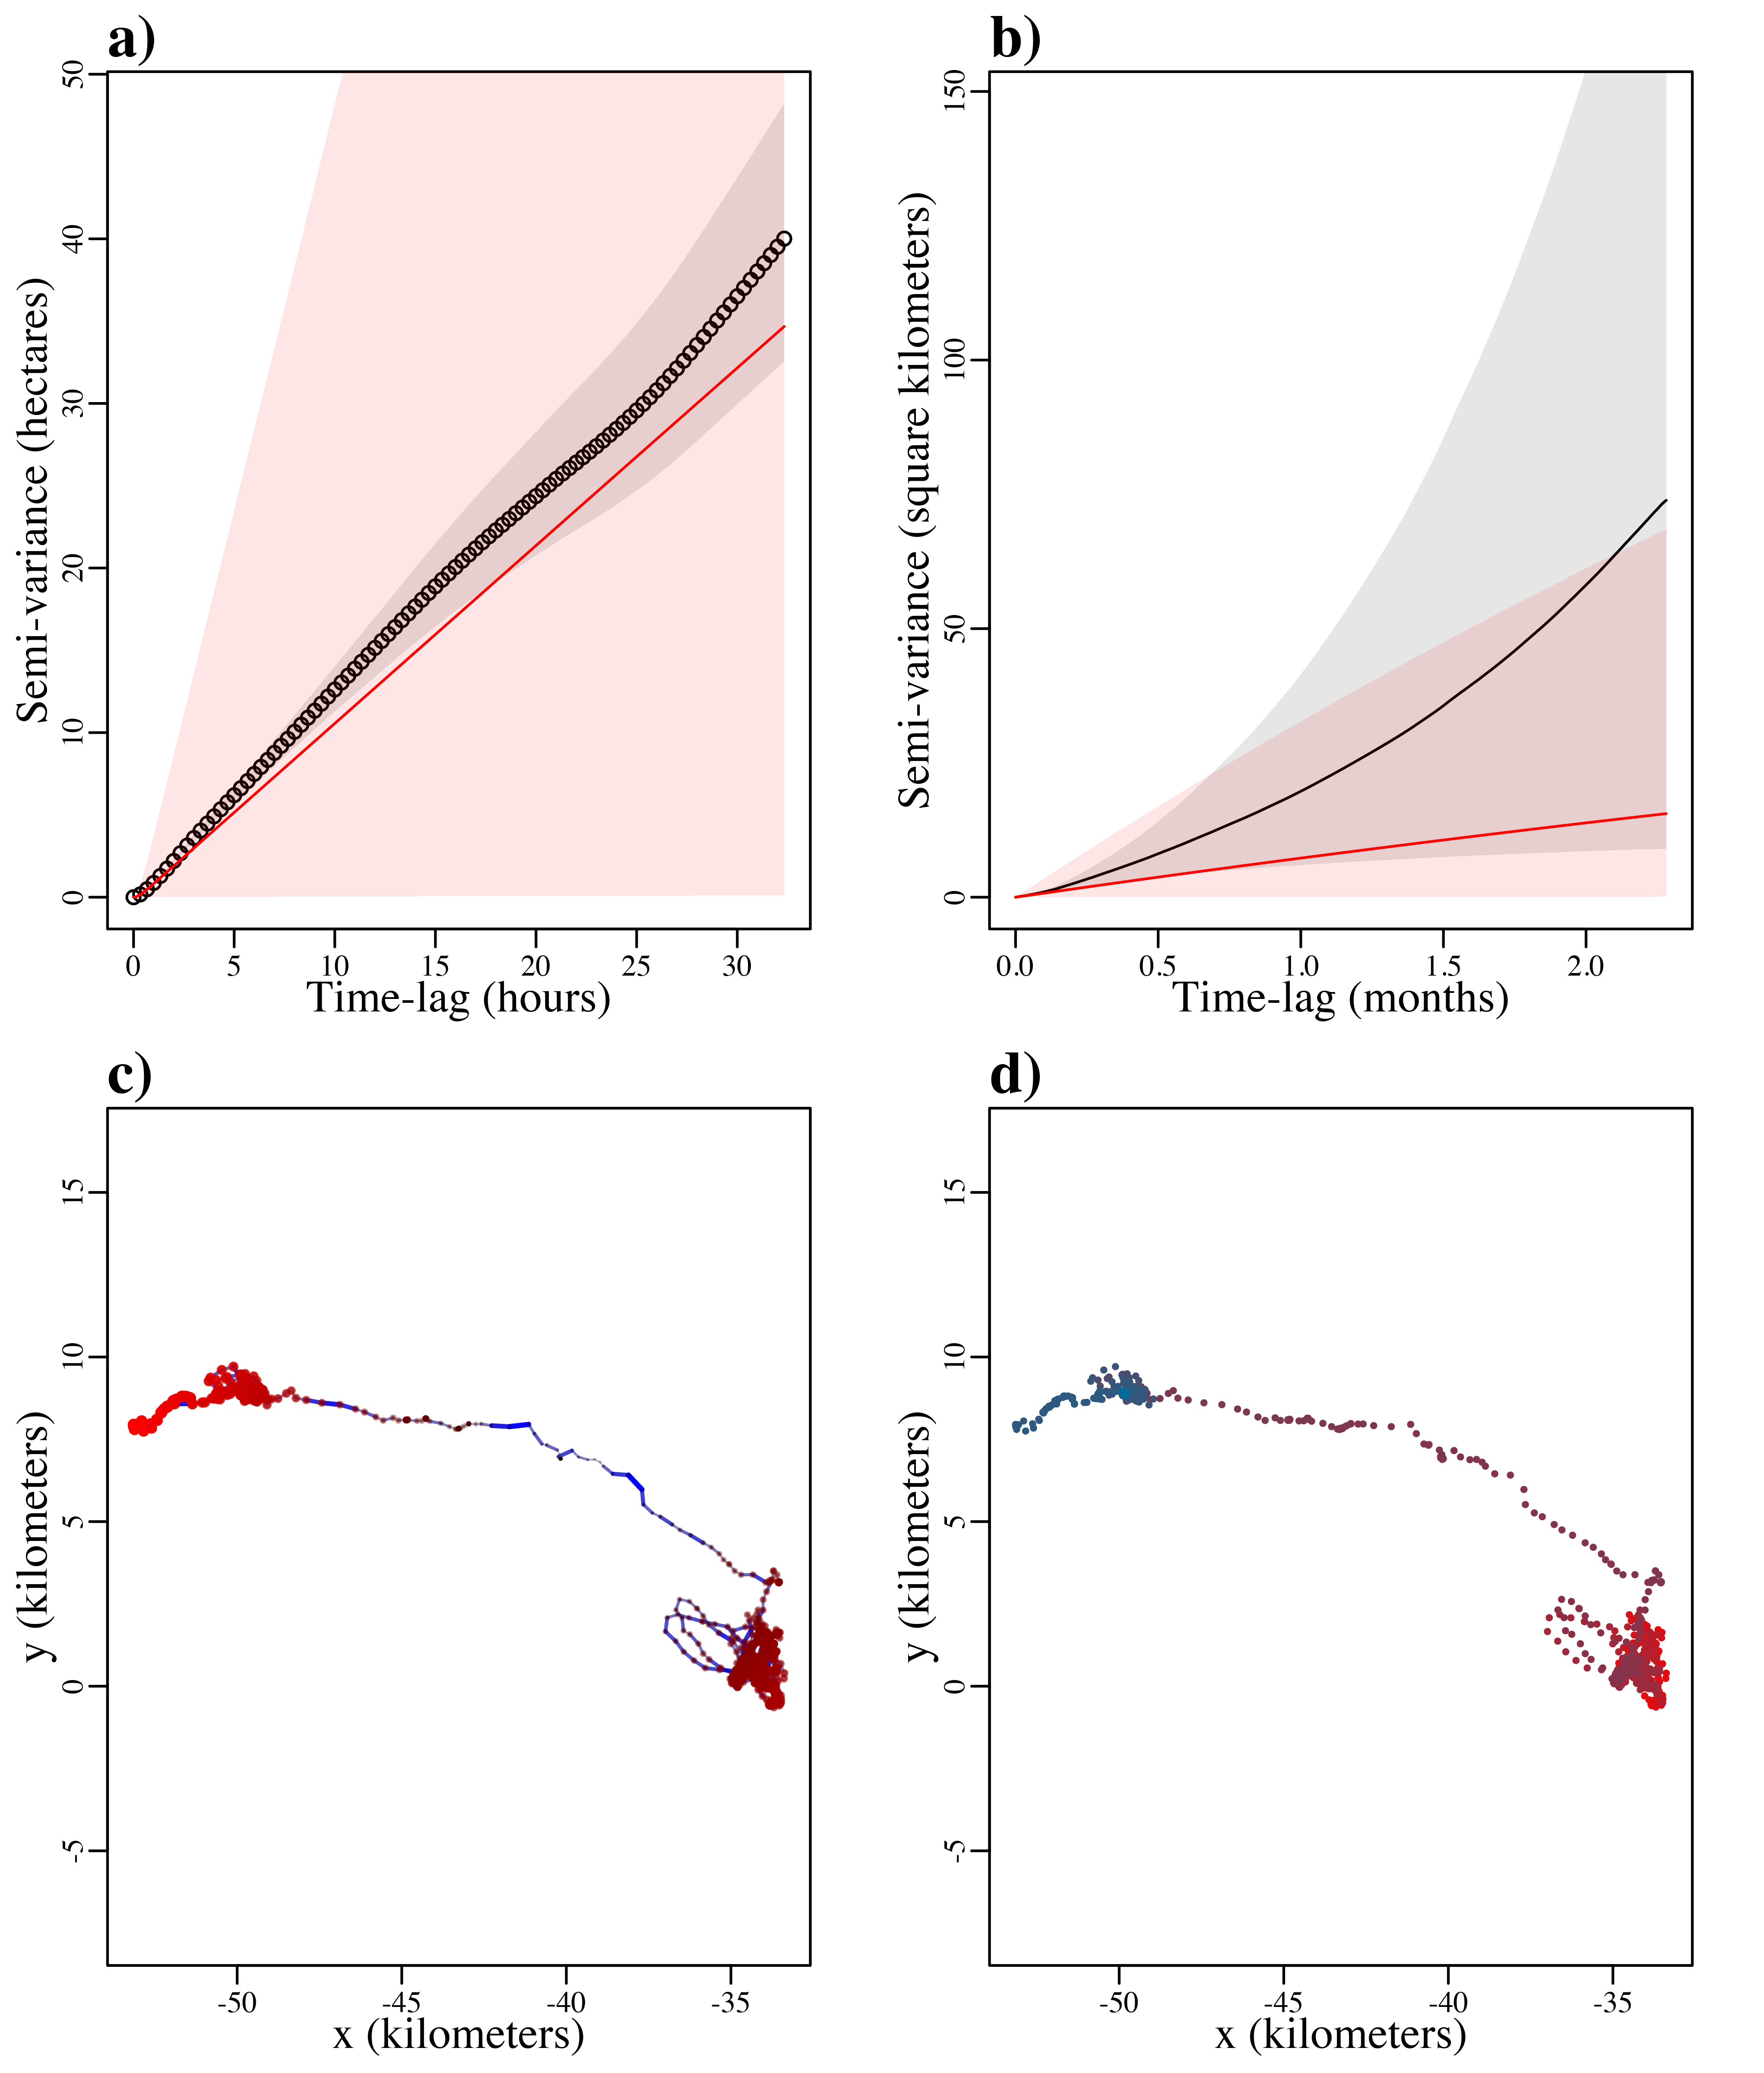 a)
Semi-variance (hectares)
0 10 20 30 40 50
0 5 10 15 20 25 30
Time-lag (hours)
b)
Semi-variance (square kilometers)
0 50 100 150
0.0 0.5 1.0 1.5 2.0
Time-lag (months)
c)
y (kilometers)
-5 0 5 10 15
-50 -45 -40 -35
x (kilometers)
d)
y (kilometers)
-5 0 5 10 15
-50 -45 -40 -35
x (kilometers)